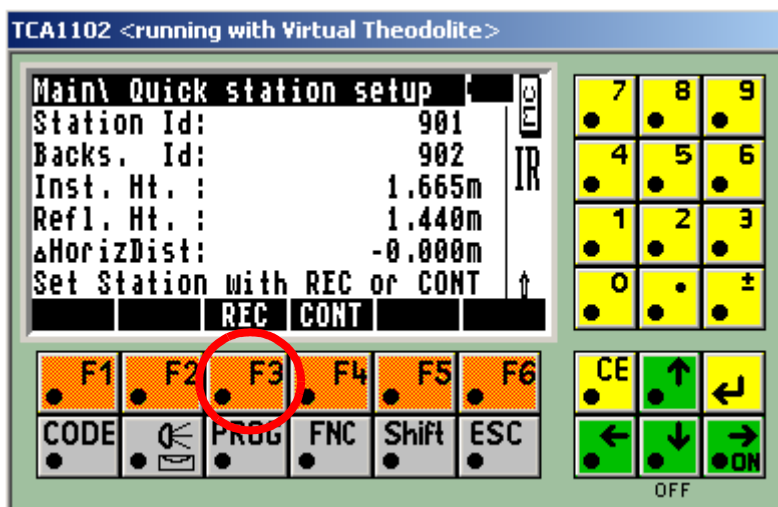 TCA1102 <running with Virtual Theodolite>
Main\ Quick station setup MC
Station Id: 901
Backs. Id: 902 IR
Inst. Ht. : 1.665m
Refl. Ht. : 1.440m
▵HorizDist: -0.000m
Set Station with REC or CONT ⇑
REC CONT
7 8 9
4 5 6
1 2 3
0 . ±
F1 F2 F3 F4 F5 F6
CODE PROG FNC Shift ESC
CE ↑ ↵
← ↓ → ON
OFF